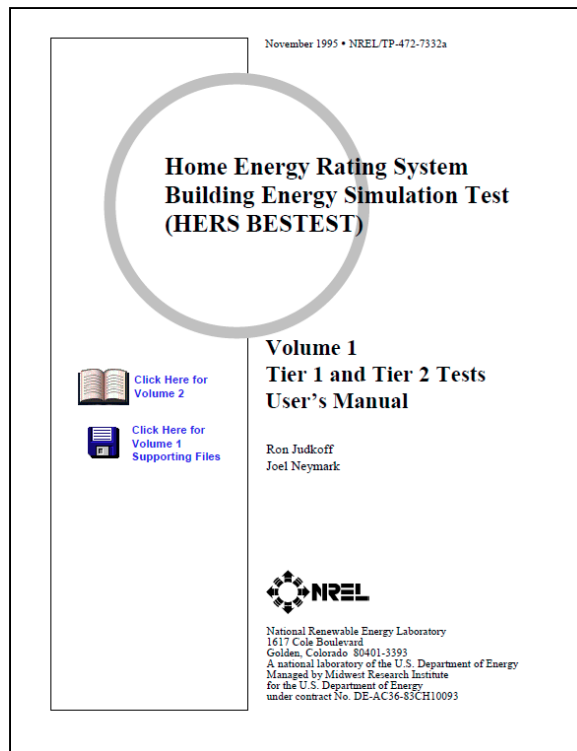 November 1995 • NREL/TP-472-7332a
Home Energy Rating System
Building Energy Simulation Test
(HERS BESTEST)
Volume 1
Tier 1 and Tier 2 Tests
User's Manual
Click Here for
Volume 2
Click Here for
Volume 1
Supporting Files
Ron Judkoff
Joel Neymark
NREL
National Renewable Energy Laboratory
1617 Cole Boulevard
Golden, Colorado 80401-3393
A national laboratory of the U.S. Department of Energy
Managed by Midwest Research Institute
for the U.S. Department of Energy
under contract No. DE-AC36-83CH10093